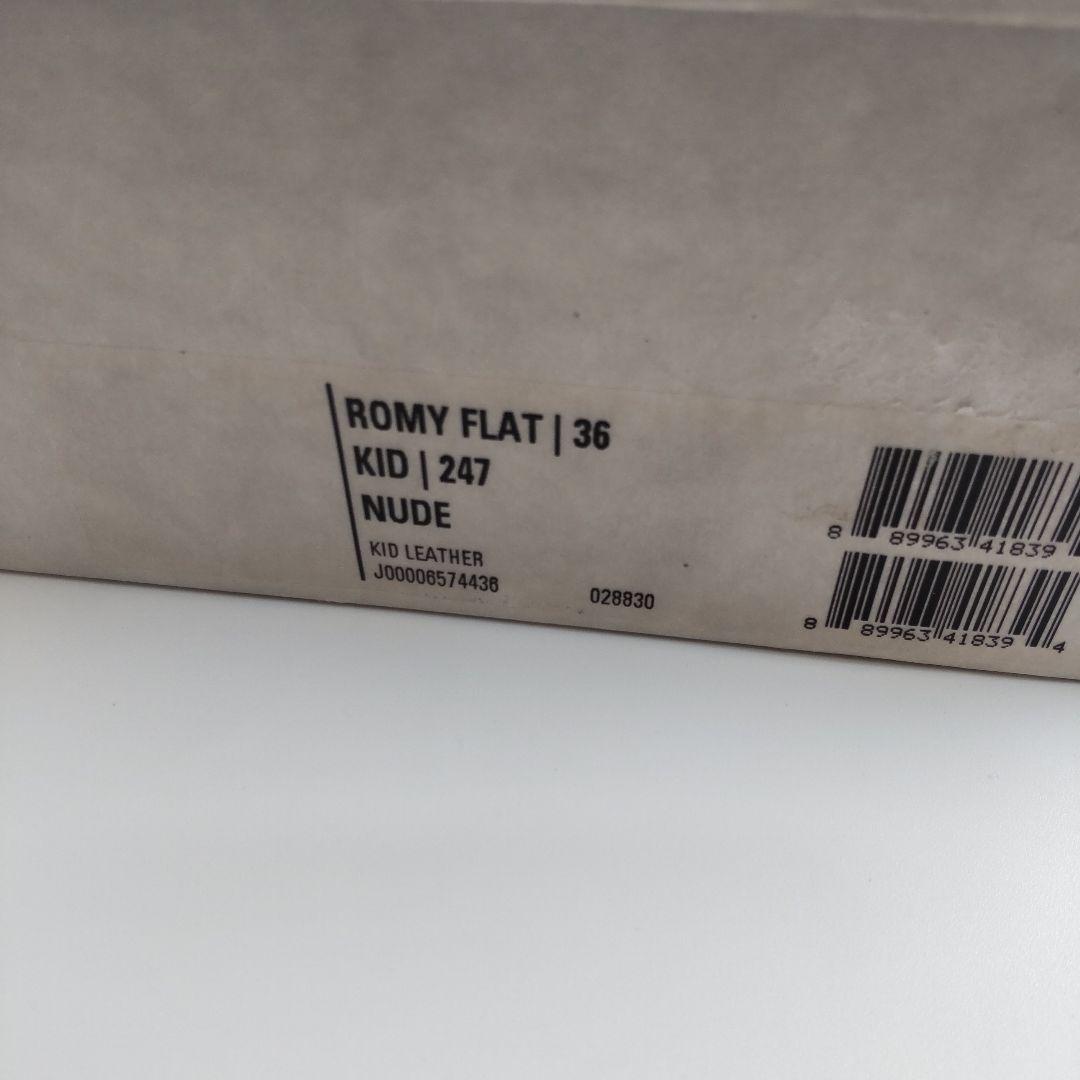 ROMY FLAT | 36
KID | 247
NUDE
KID LEATHER
J00006574436
028830
8 89963 41839
8 89963 41839 4